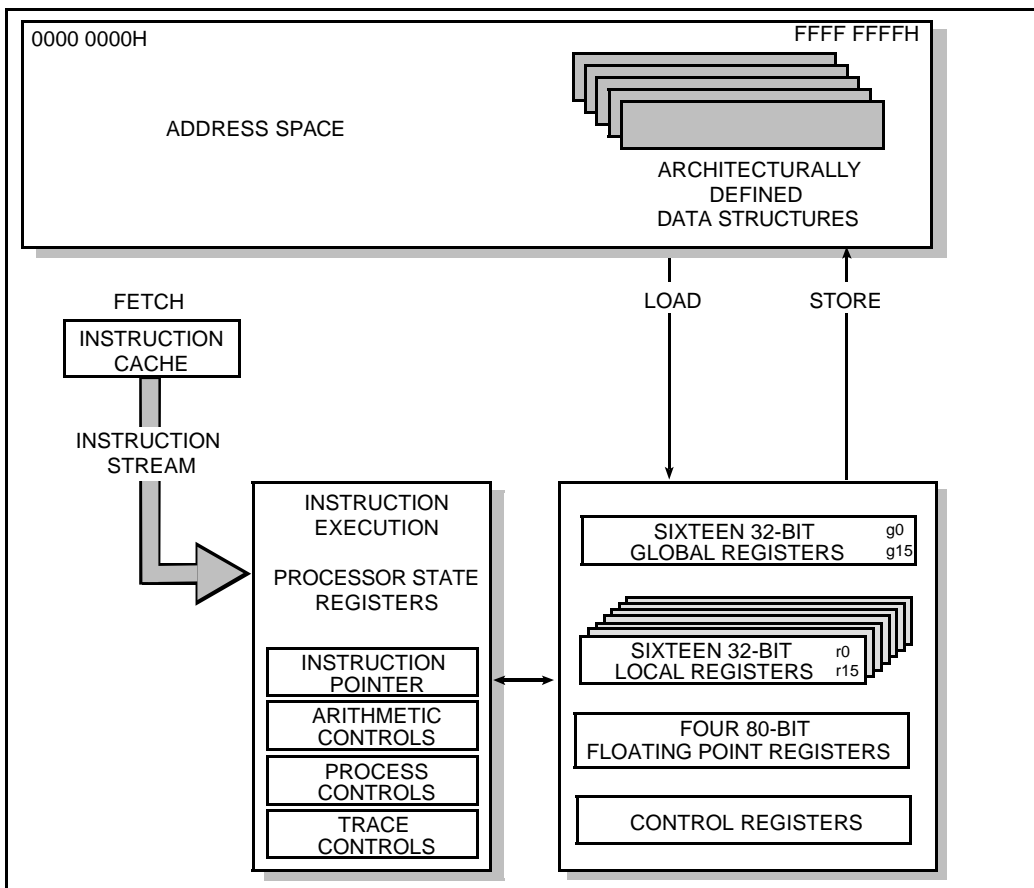 0000 0000H
FFFF FFFFH
ADDRESS SPACE
ARCHITECTURALLY
DEFINED
DATA STRUCTURES
FETCH
LOAD
STORE
INSTRUCTION
CACHE
INSTRUCTION
STREAM
INSTRUCTION
EXECUTION
PROCESSOR STATE
REGISTERS
INSTRUCTION
POINTER
ARITHMETIC
CONTROLS
PROCESS
CONTROLS
TRACE
CONTROLS
SIXTEEN 32-BIT g0
GLOBAL REGISTERS g15
SIXTEEN 32-BIT r0
LOCAL REGISTERS r15
FOUR 80-BIT
FLOATING POINT REGISTERS
CONTROL REGISTERS